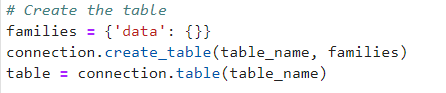 # Create the table
families = {'data': {}}
connection.create_table(table_name, families)
table = connection.table(table_name)